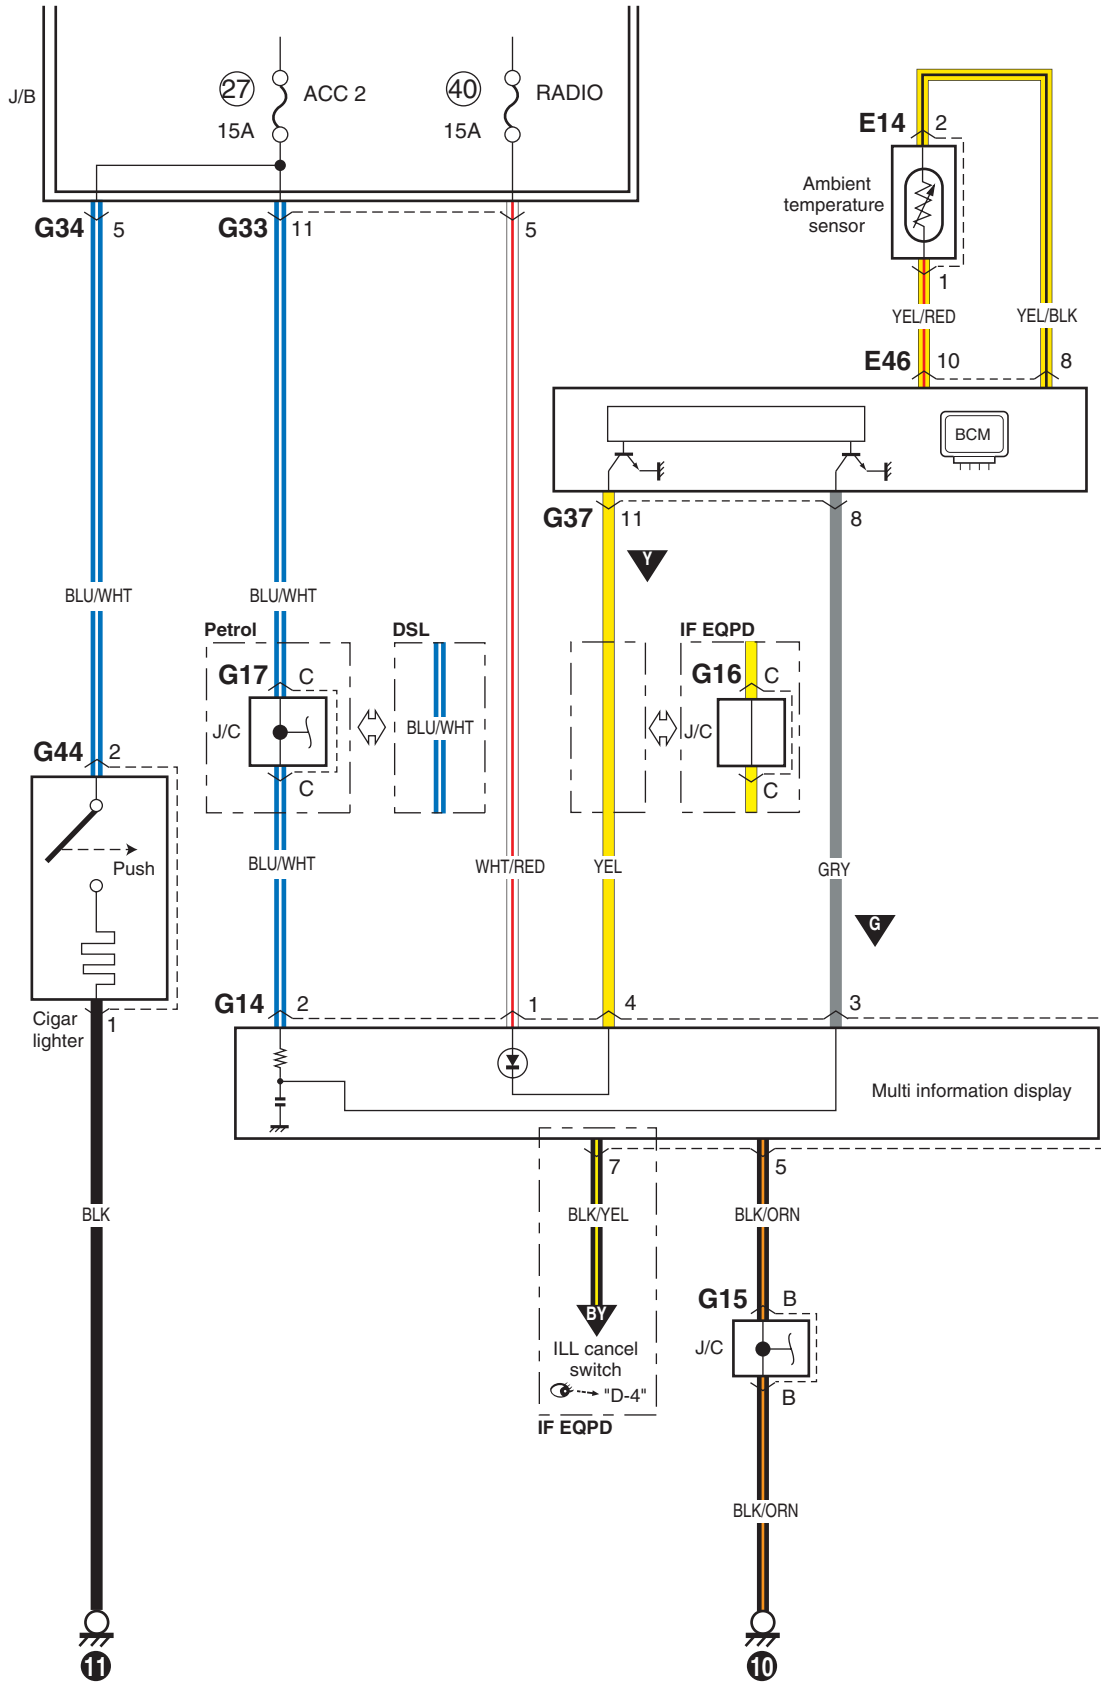 J/B
27
15A
ACC 2
40
15A
RADIO
E14
2
Ambient
temperature
sensor
1
G34
5
G33
11
5
YEL/RED
YEL/BLK
E46
10
8
BCM
G37
11
8
Y
BLU/WHT
BLU/WHT
Petrol
DSL
IF EQPD
G17
C
G16
C
J/C
BLU/WHT
J/C
C
C
G44
2
Push
BLU/WHT
WHT/RED
YEL
GRY
G
G14
2
1
4
3
Cigar
lighter
1
Multi information display
7
5
BLK
BLK/YEL
BLK/ORN
BY
G15
B
ILL cancel
switch
"D-4"
J/C
B
IF EQPD
BLK/ORN
11
10